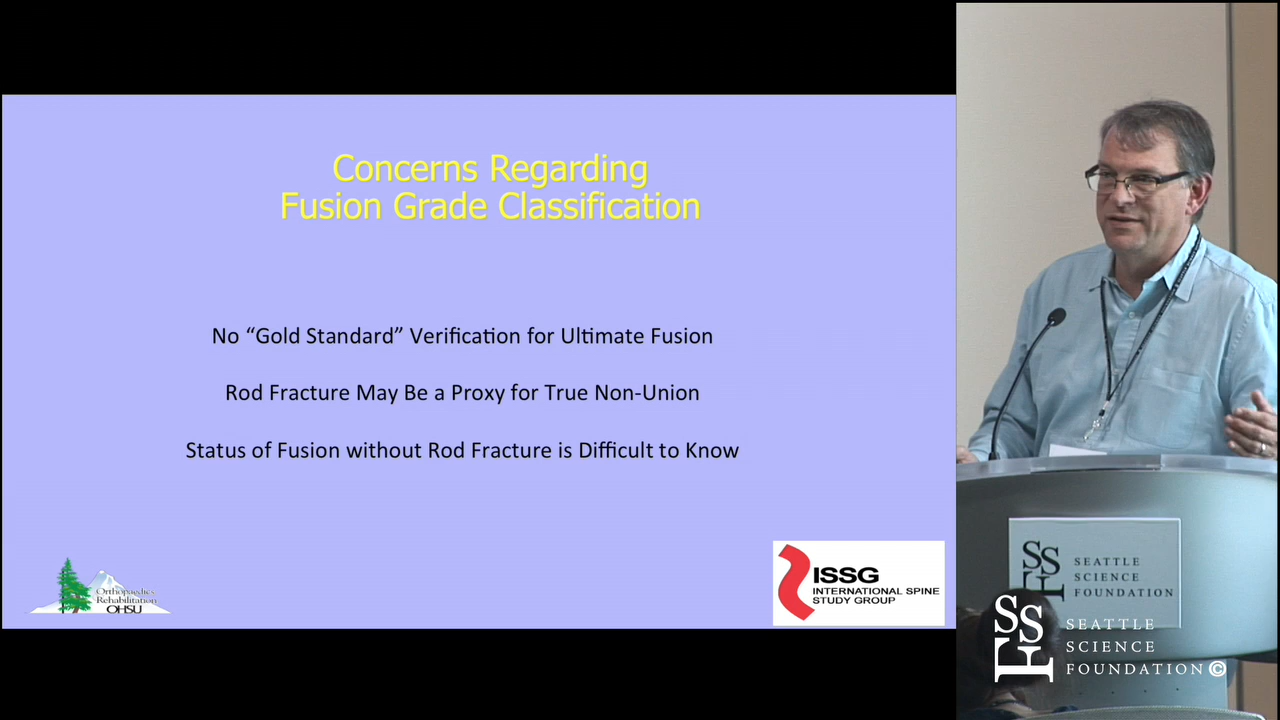 Concerns Regarding
Fusion Grade Classification
No “Gold Standard” Verification for Ultimate Fusion
Rod Fracture May Be a Proxy for True Non-Union
Status of Fusion without Rod Fracture is Difficult to Know
Orthopaedics
Rehabilitation
OHSU
ISSG
INTERNATIONAL SPINE
STUDY GROUP
SSF
SEATTLE
SCIENCE
FOUNDATION
SSF
SEATTLE
SCIENCE
FOUNDATION©